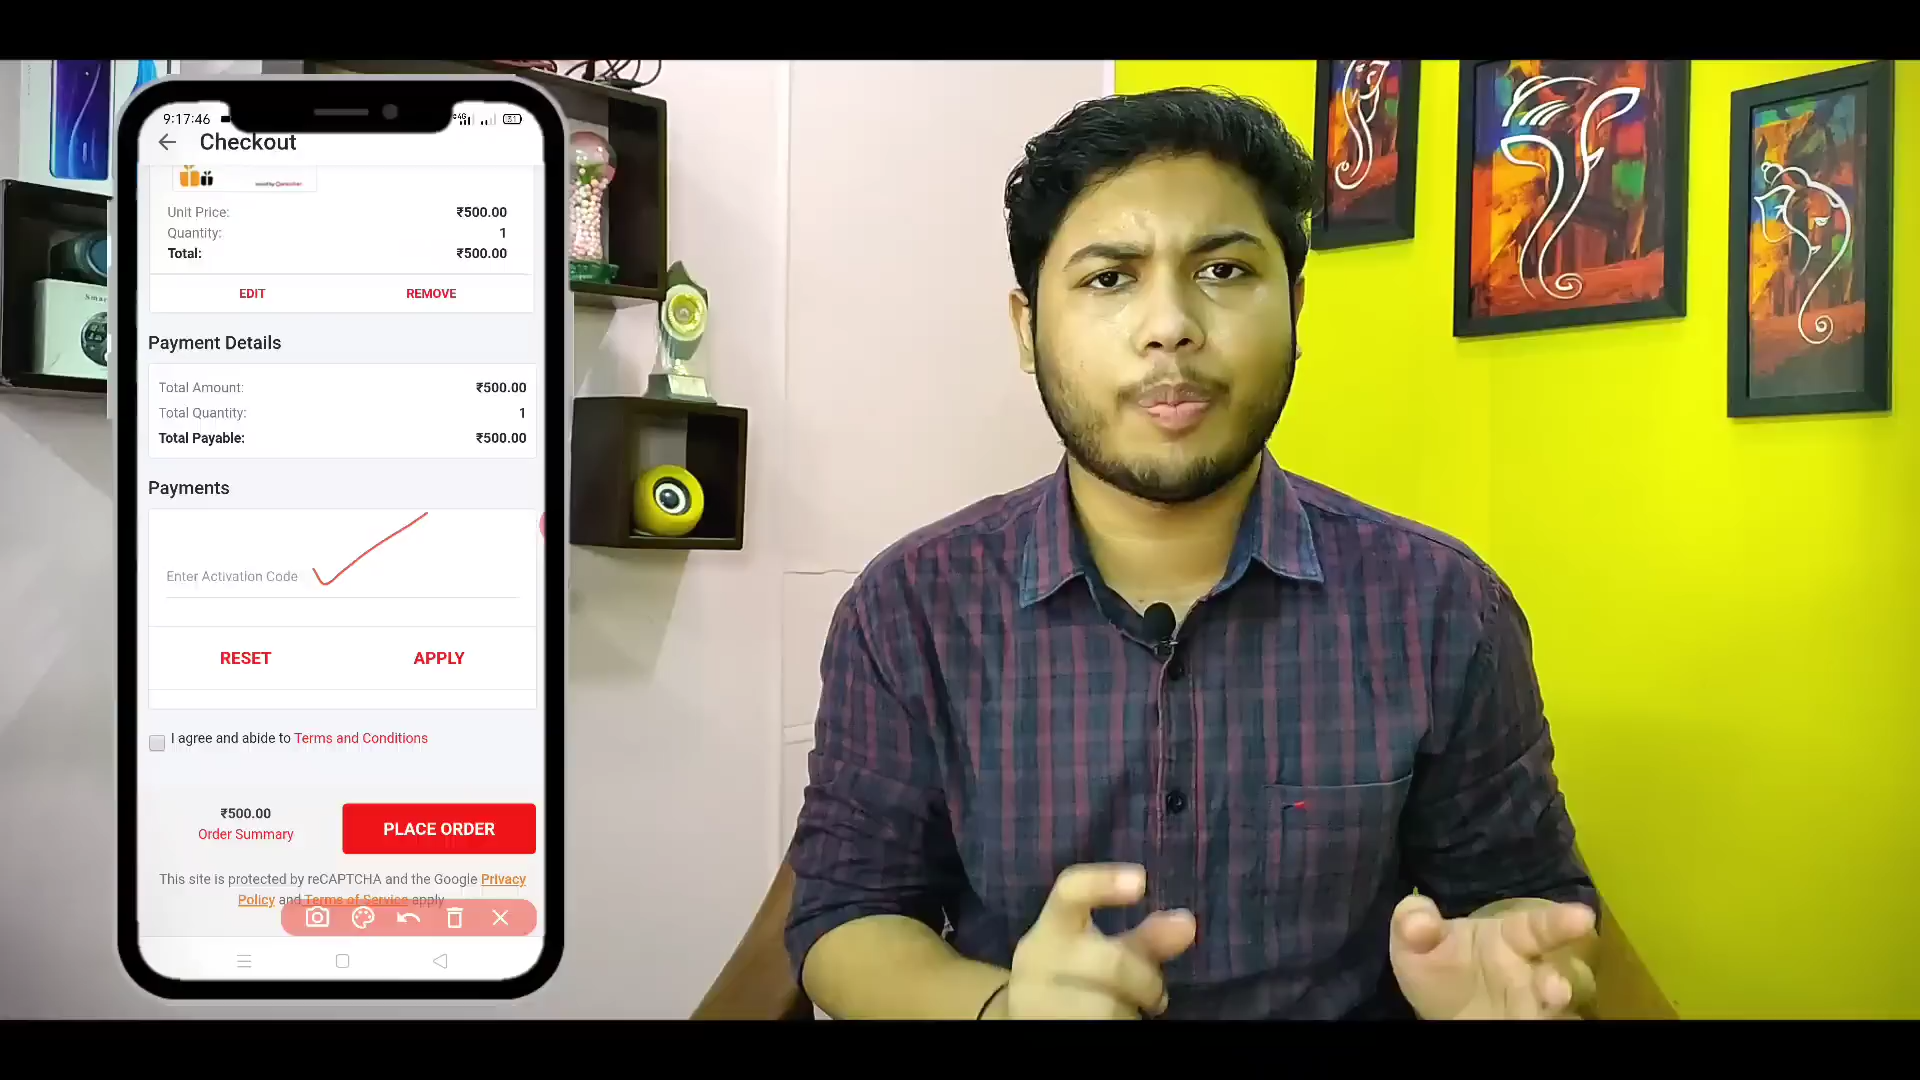 9:17:46
31
Checkout
Unit Price: ₹500.00
Quantity: 1
Total: ₹500.00
EDIT REMOVE
Payment Details
Total Amount: ₹500.00
Total Quantity: 1
Total Payable: ₹500.00
Payments
Enter Activation Code
RESET APPLY
I agree and abide to Terms and Conditions
₹500.00
Order Summary
PLACE ORDER
This site is protected by reCAPTCHA and the Google Privacy
Policy and Terms of Service apply